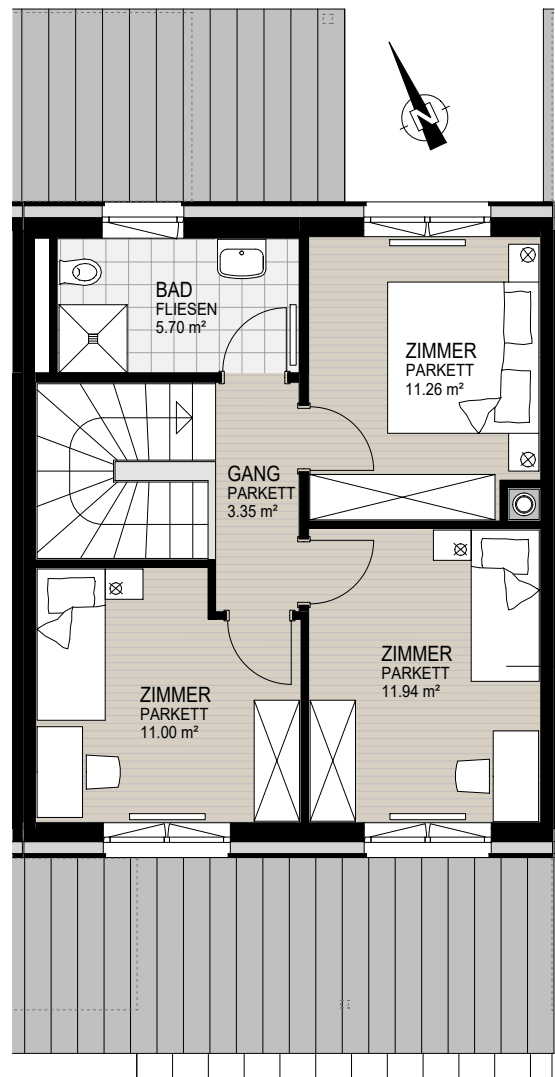 N
BAD
FLIESEN
5.70 m²
ZIMMER
PARKETT
11.26 m²
GANG
PARKETT
3.35 m²
ZIMMER
PARKETT
11.94 m²
ZIMMER
PARKETT
11.00 m²